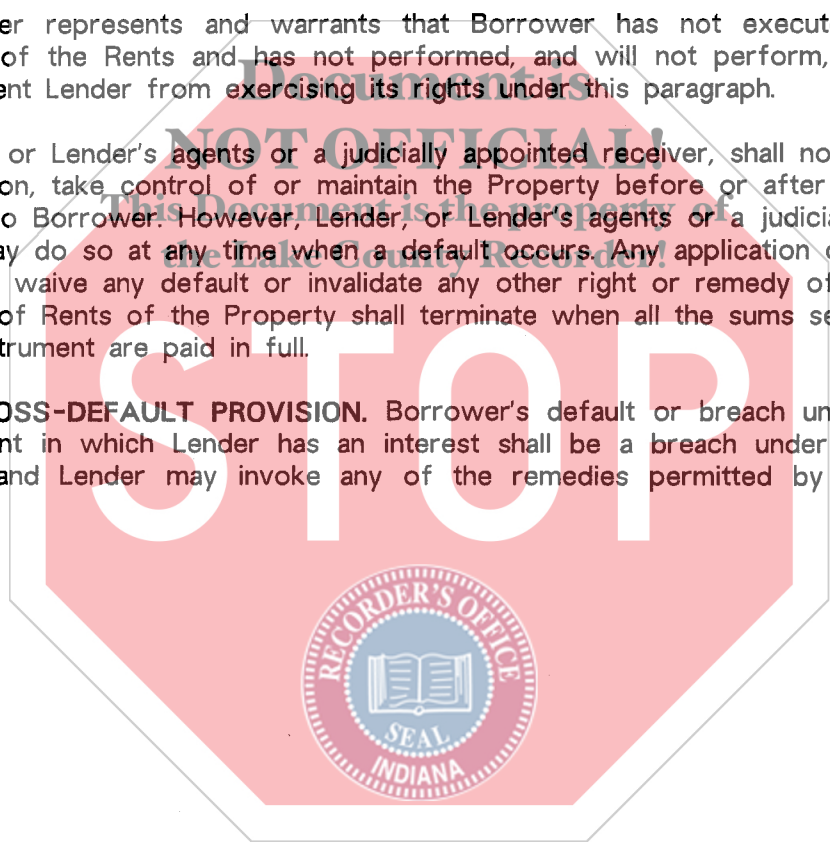 er represents and warrants that Borrower has not execut
of the Rents and has not performed, and will not perform,
ent Lender from exercising its rights under this paragraph.
or Lender's agents or a judicially appointed receiver, shall no
on, take control of or maintain the Property before or after
o Borrower. However, Lender, or Lender's agents or a judicia
ay do so at any time when a default occurs. Any application o
waive any default or invalidate any other right or remedy of
of Rents of the Property shall terminate when all the sums se
trument are paid in full.
OSS-DEFAULT PROVISION. Borrower's default or breach un
nt in which Lender has an interest shall be a breach under
and Lender may invoke any of the remedies permitted by
Document is
NOT OFFICIAL!
This Document is the property of
the Lake County Recorder!
STOP
RECORDER'S OFFICE
SEAL
INDIANA